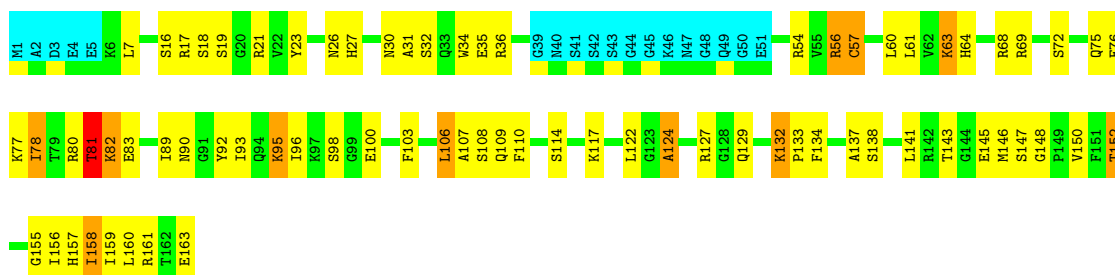 M1 A2 D3 E4 E5 K6 L7 S16 R17 S18 S19 G20 R21 V22 Y23 N26 H27 N30 A31 S32 Q33 W34 E35 R36 G39 N40 S41 S42 S43 G44 G45 K46 N47 G48 Q49 G50 E51 R54 V55 R56 C57 L60 L61 V62 K63 H64 R68 R69 S72 Q75 E76
K77 I78 T79 R80 T81 K82 E83 I89 N90 G91 Y92 I93 Q94 K95 I96 K97 S98 G99 E100 F103 L106 A107 S108 Q109 F110 S114 K117 L122 G123 A124 R127 G128 Q129 K132 P133 F134 A137 S138 L141 R142 T143 G144 E145 M146 S147 G148 P149 V150 F151 T152
G155 I156 H157 I158 I159 L160 R161 T162 E163